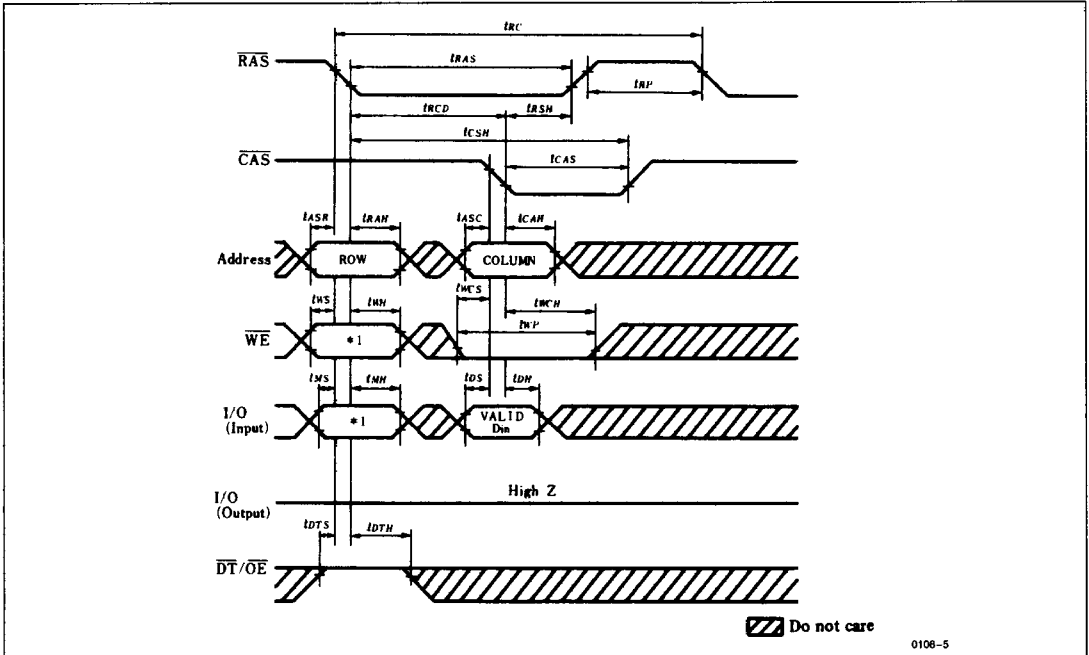 tRC
RAS
tRAS
tRP
tRCD
tRSH
tCSH
CAS
tCAS
tASR
tRAH
tASC
tCAH
Address
ROW
COLUMN
tWCS
tWS
tWH
tWCH
tWP
WE
*1
tMS
tMH
tDS
tDH
I/O
(Input)
*1
VALID
Din
High Z
I/O
(Output)
tDTS
tDTH
DT/OE
Do not care
0106-5